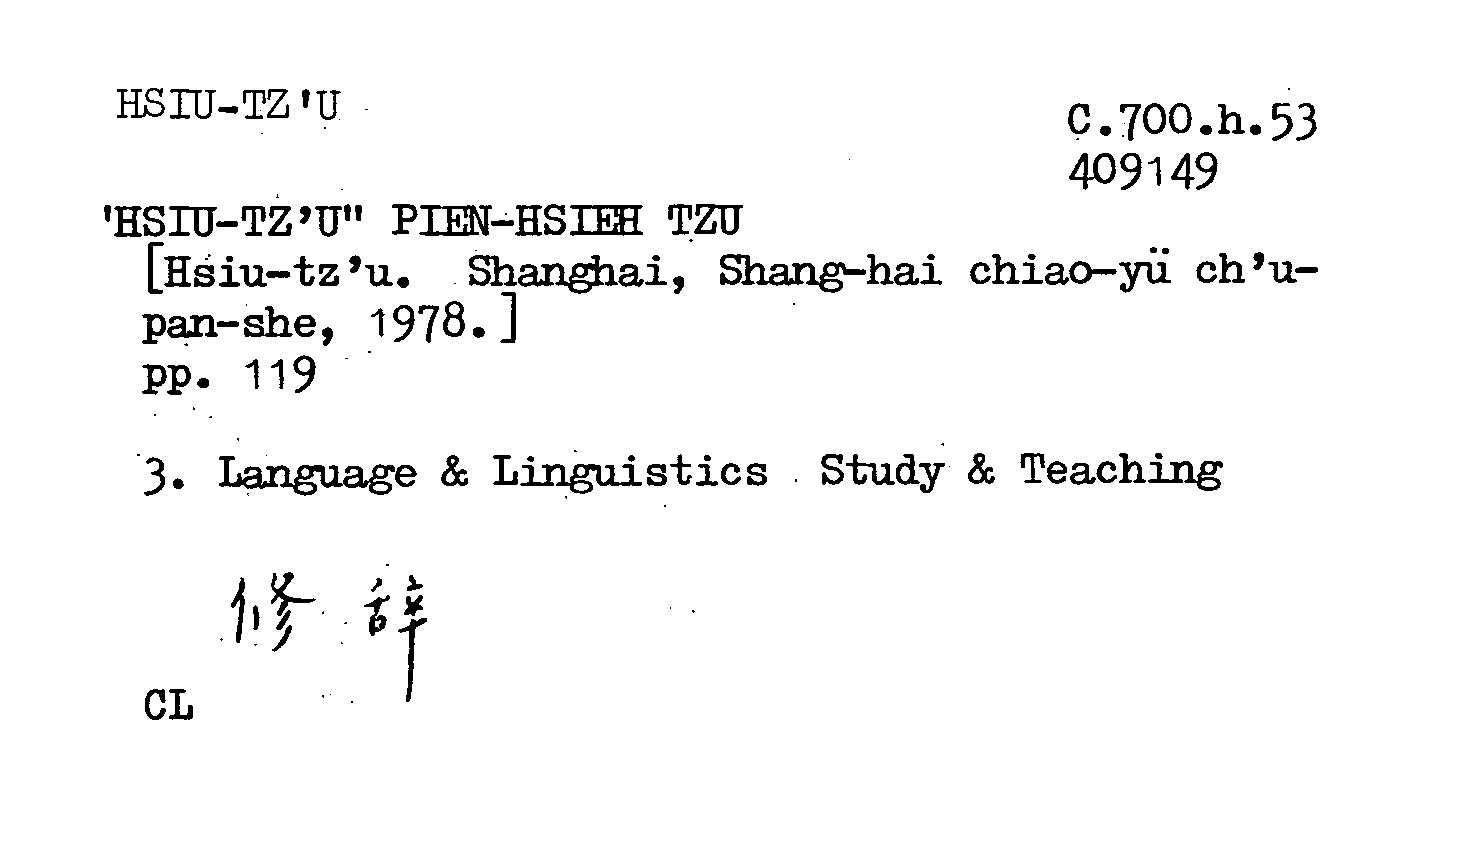 HSIU-TZ'U
C.700.h.53
409149
'HSIU-TZ'U" PIEN-HSIEH TZU
[Hsiu-tz'u. Shanghai, Shang-hai chiao-yü ch'u-
pan-she, 1978.]
pp. 119
3. Language & Linguistics Study & Teaching
修辞
CL